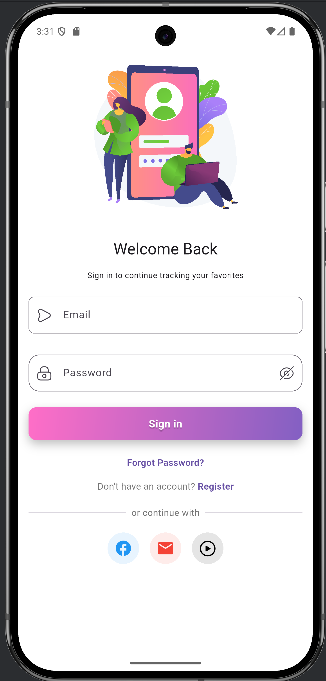 3:31
Welcome Back
Sign in to continue tracking your favorites
Email
Password
Sign in
Forgot Password?
Don't have an account? Register
or continue with